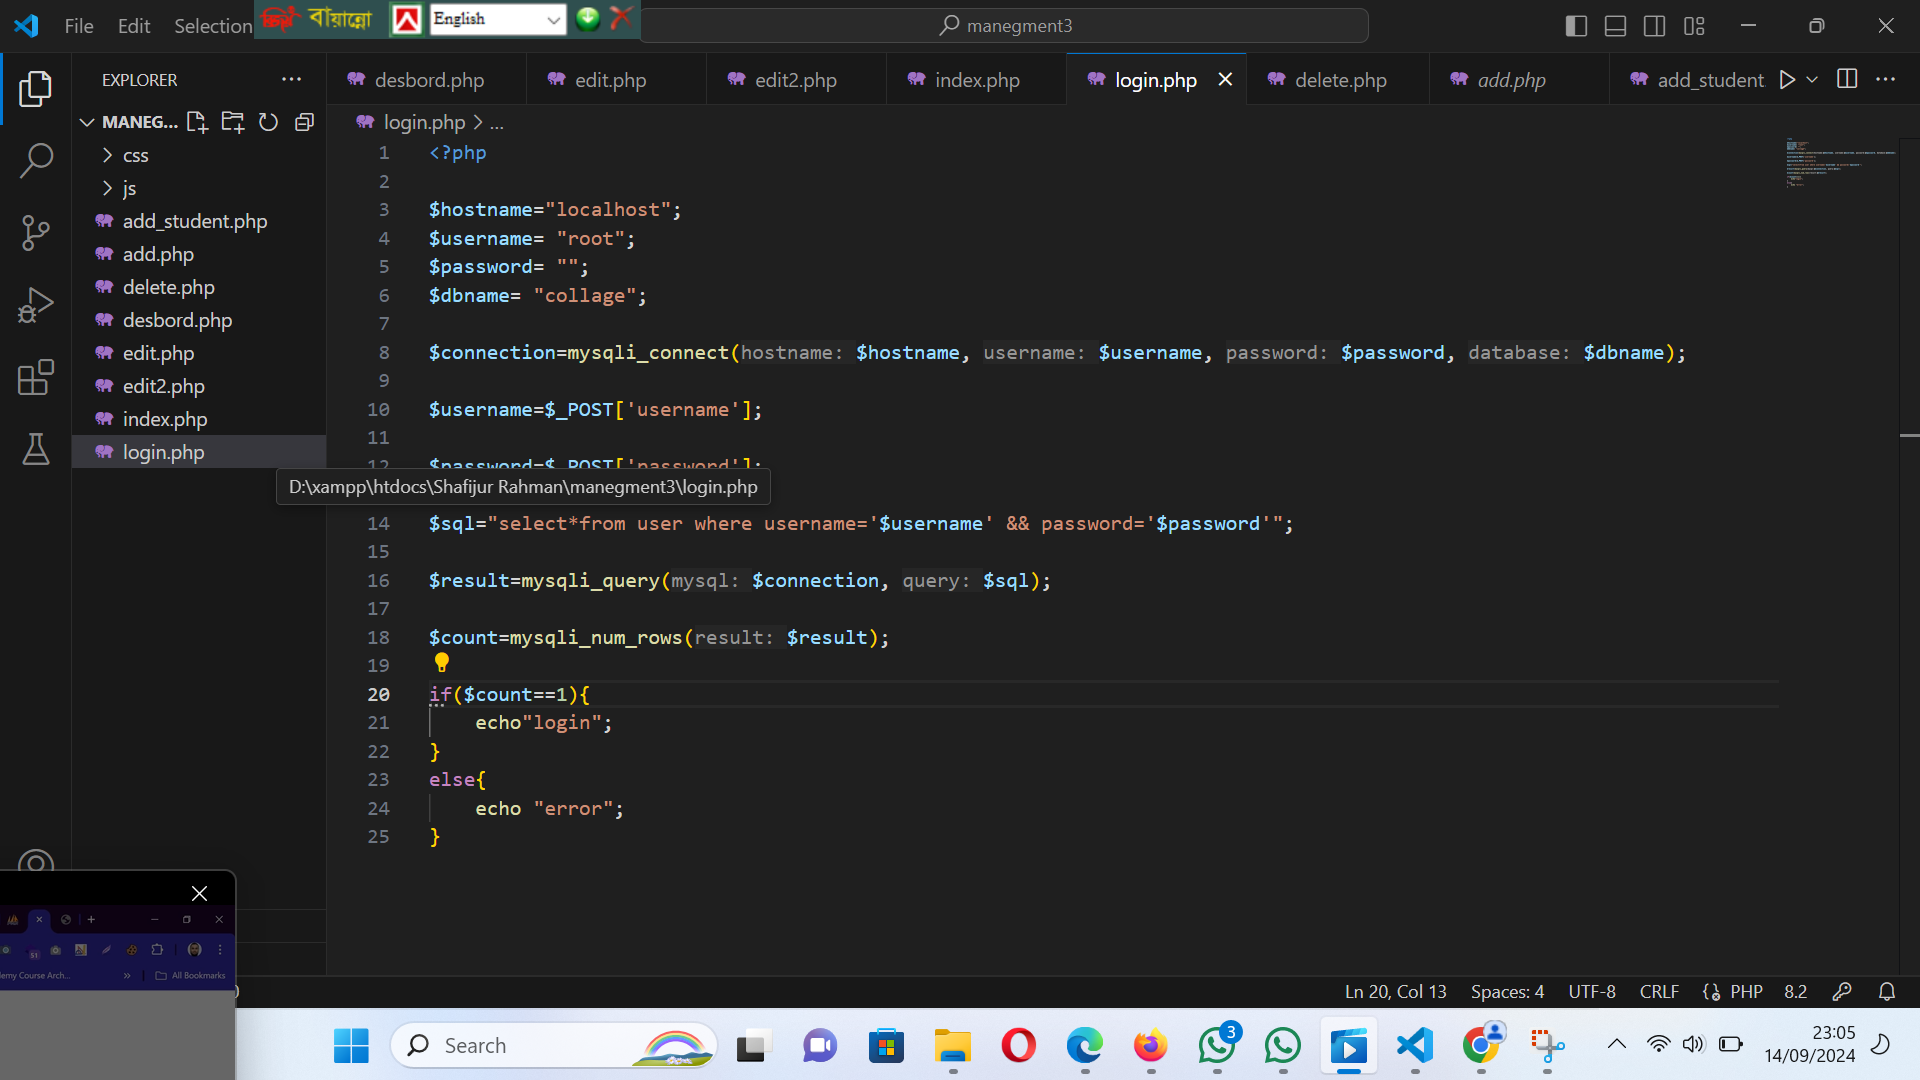 File Edit Selection
বায়ান্নো
English
manegment3
EXPLORER
MANEG...
css
js
add_student.php
add.php
delete.php
desbord.php
edit.php
edit2.php
index.php
login.php
desbord.php edit.php edit2.php index.php login.php delete.php add.php add_student
login.php > ...
1 <?php
2
3 $hostname="localhost";
4 $username= "root";
5 $password= "";
6 $dbname= "collage";
7
8 $connection=mysqli_connect(hostname: $hostname, username: $username, password: $password, database: $dbname);
9
10 $username=$_POST['username'];
11
12 $password=$_POST['password'];
D:\xampp\htdocs\Shafijur Rahman\manegment3\login.php
14 $sql="select*from user where username='$username' && password='$password'";
15
16 $result=mysqli_query(mysql: $connection, query: $sql);
17
18 $count=mysqli_num_rows(result: $result);
19
20 if($count==1){
21 echo"login";
22 }
23 else{
24 echo "error";
25 }
51
demy Course Arch...
» All Bookmarks
Ln 20, Col 13 Spaces: 4 UTF-8 CRLF PHP 8.2
Search
3
23:05
14/09/2024